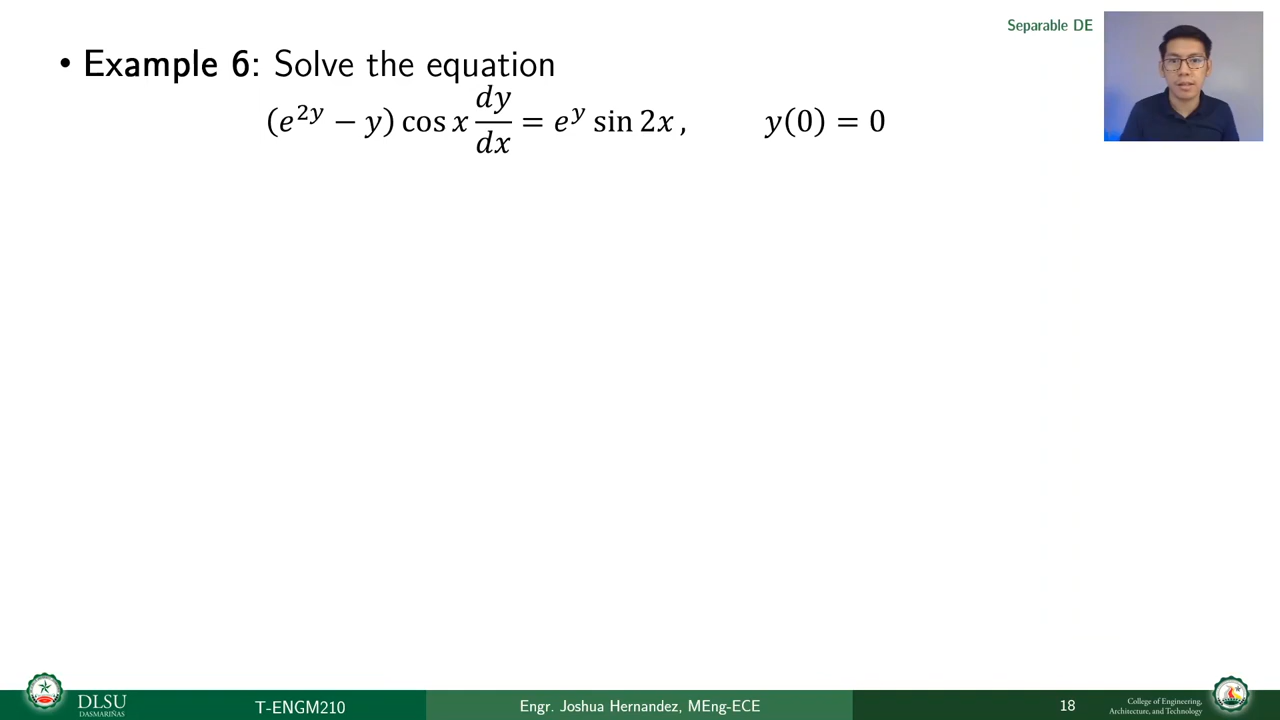 Separable DE
• Example 6: Solve the equation
(e^{2y} − y) cos x dy/dx = e^y sin 2x ,   y(0) = 0
DLSU
DASMARIÑAS
T-ENGM210
Engr. Joshua Hernandez, MEng-ECE
18
College of Engineering,
Architecture, and Technology